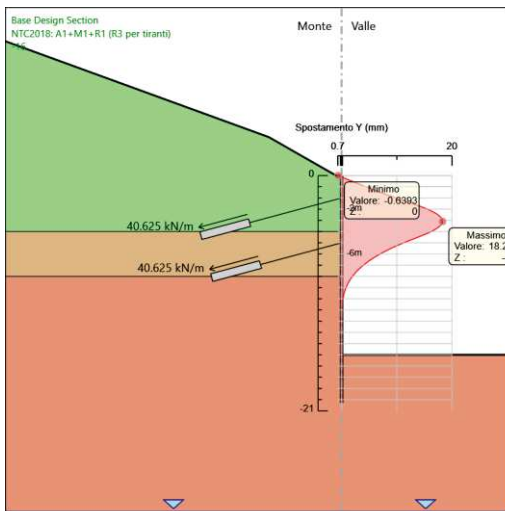 Base Design Section
NTC2018: A1+M1+R1 (R3 per tiranti)
Monte
Valle
Spostamento Y (mm)
0.7
20
0
Minimo
Valore: -0.6393
Z : 0
40.625 kN/m
Massimo
Valore: 18.2
Z : -
-6m
40.625 kN/m
-21